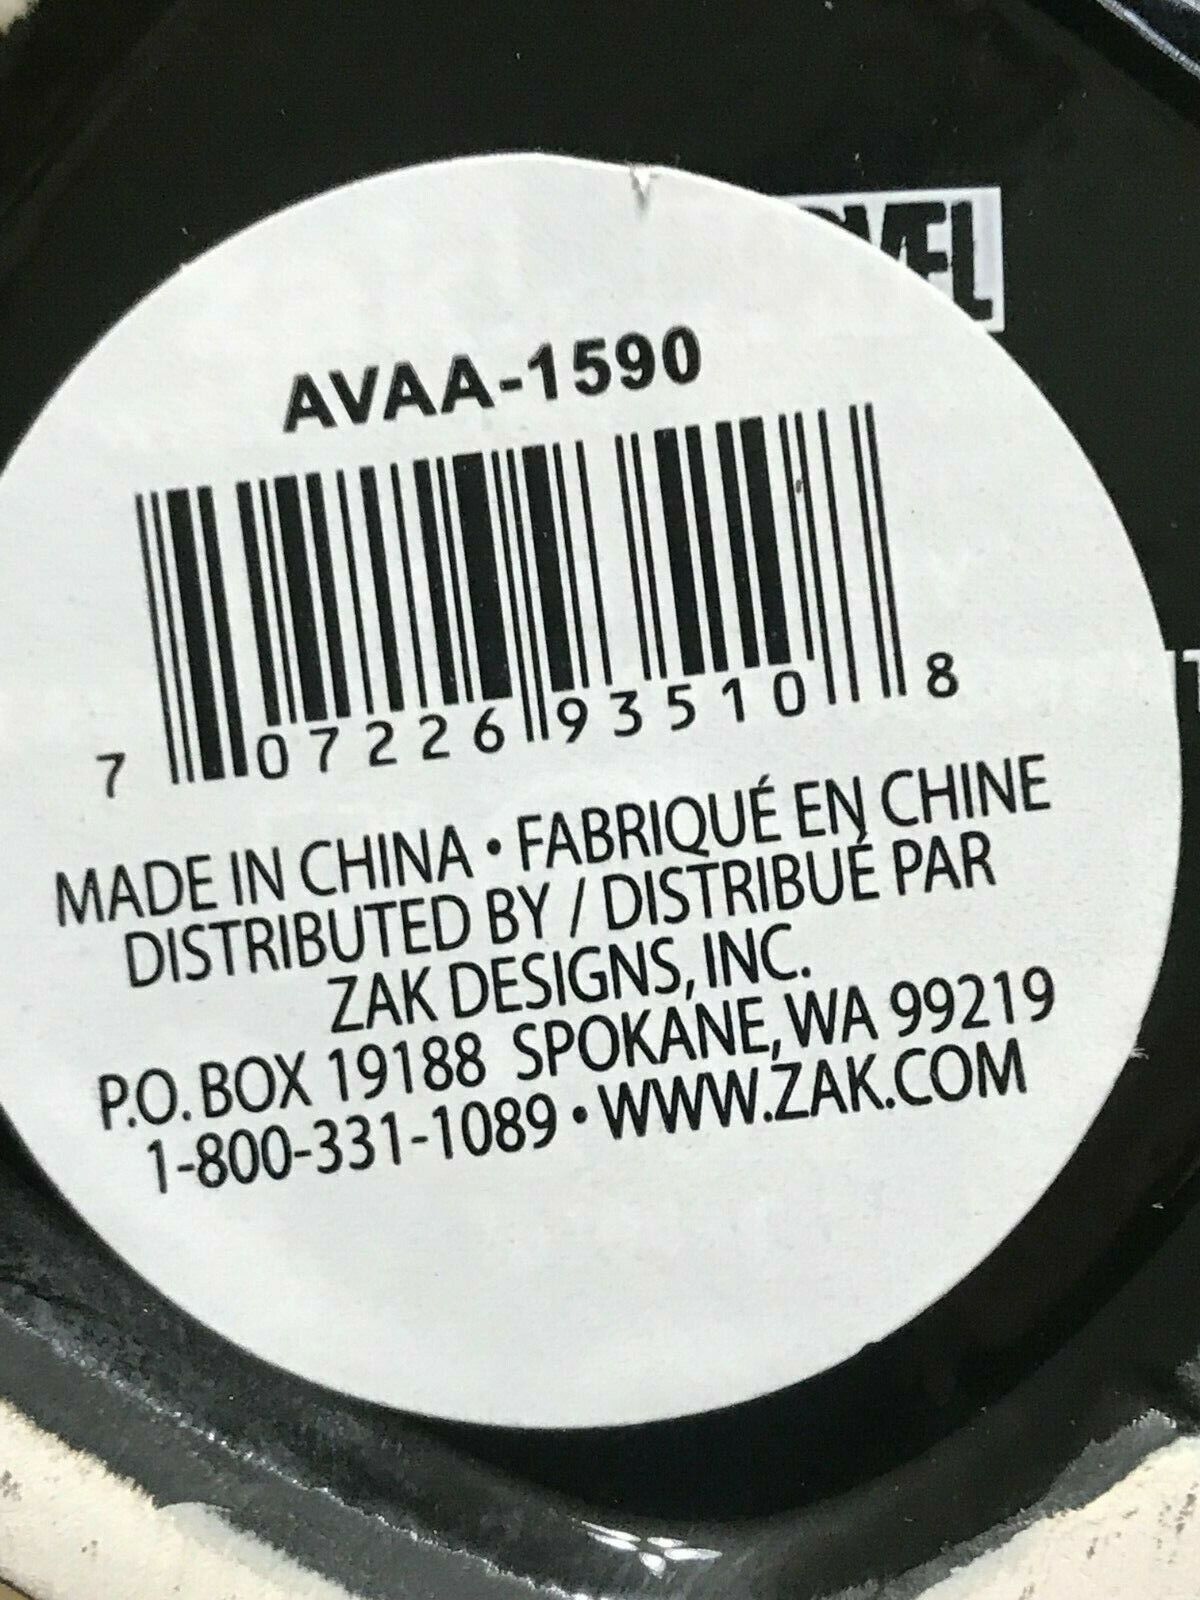 AVAA-1590
7 07226 93510 8
MADE IN CHINA • FABRIQUÉ EN CHINE
DISTRIBUTED BY / DISTRIBUÉ PAR
ZAK DESIGNS, INC.
P.O. BOX 19188 SPOKANE, WA 99219
1-800-331-1089 • WWW.ZAK.COM